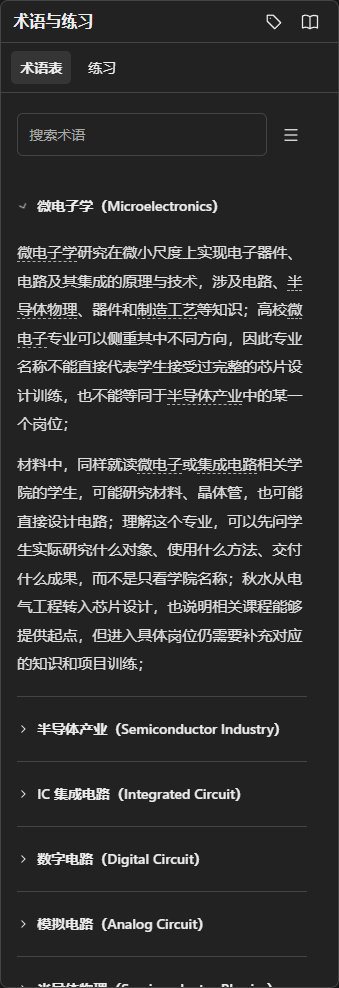 术语与练习
术语表 练习
搜索术语
微电子学（Microelectronics）
微电子学研究在微小尺度上实现电子器件、
电路及其集成的原理与技术，涉及电路、半
导体物理、器件和制造工艺等知识；高校微
电子专业可以侧重其中不同方向，因此专业
名称不能直接代表学生接受过完整的芯片设
计训练，也不能等同于半导体产业中的某一
个岗位；
材料中，同样就读微电子或集成电路相关学
院的学生，可能研究材料、晶体管，也可能
直接设计电路；理解这个专业，可以先问学
生实际研究什么对象、使用什么方法、交付
什么成果，而不是只看学院名称；秋水从电
气工程转入芯片设计，也说明相关课程能够
提供起点，但进入具体岗位仍需要补充对应
的知识和项目训练；
半导体产业（Semiconductor Industry）
IC 集成电路（Integrated Circuit）
数字电路（Digital Circuit）
模拟电路（Analog Circuit）
半导体物理（Semiconductor Physics）